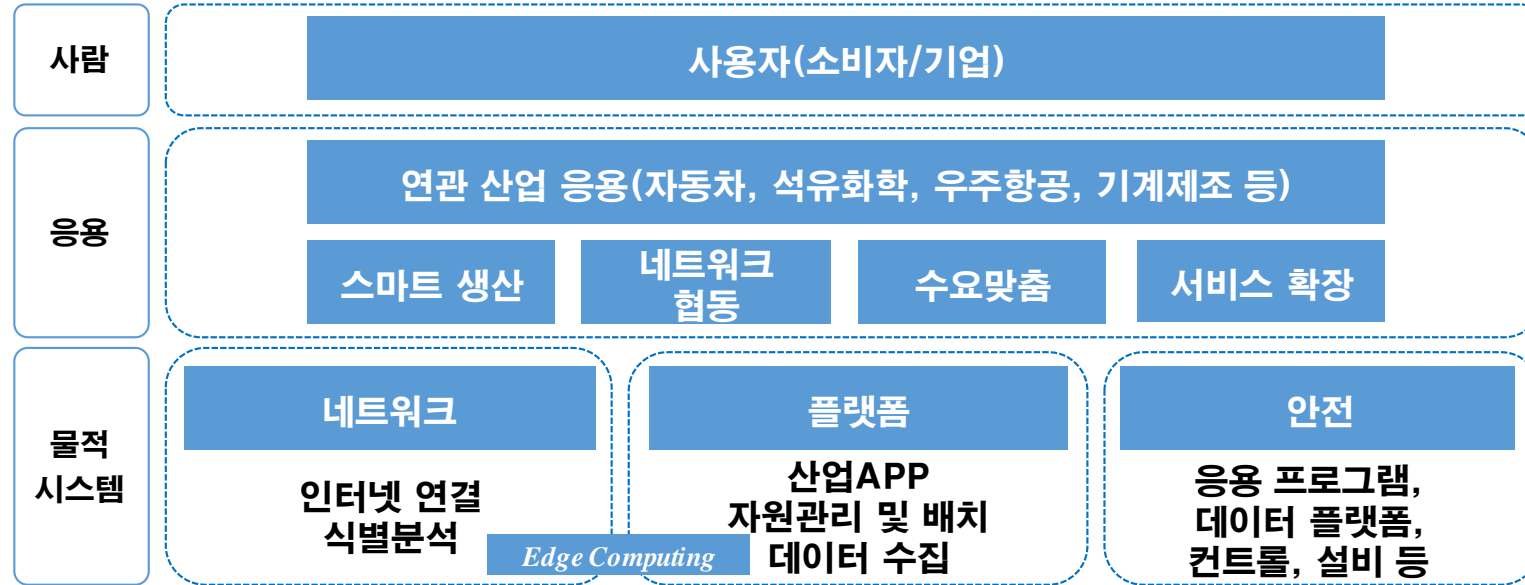 사람
사용자(소비자/기업)
응용
연관 산업 응용(자동차, 석유화학, 우주항공, 기계제조 등)
스마트 생산
네트워크
협동
수요맞춤
서비스 확장
물적
시스템
네트워크
인터넷 연결
식별분석
플랫폼
산업APP
자원관리 및 배치
데이터 수집
Edge Computing
안전
응용 프로그램,
데이터 플랫폼,
컨트롤, 설비 등